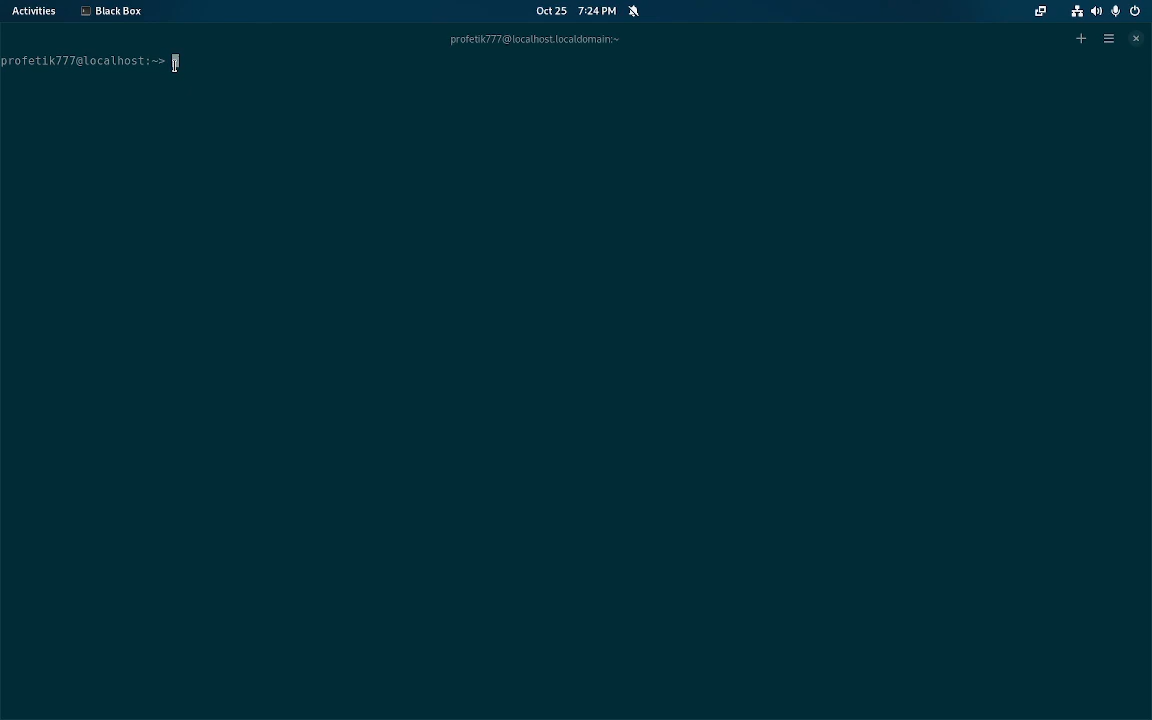 Activities Black Box Oct 25 7:24 PM
profetik777@localhost.localdomain:~
profetik777@localhost:~>